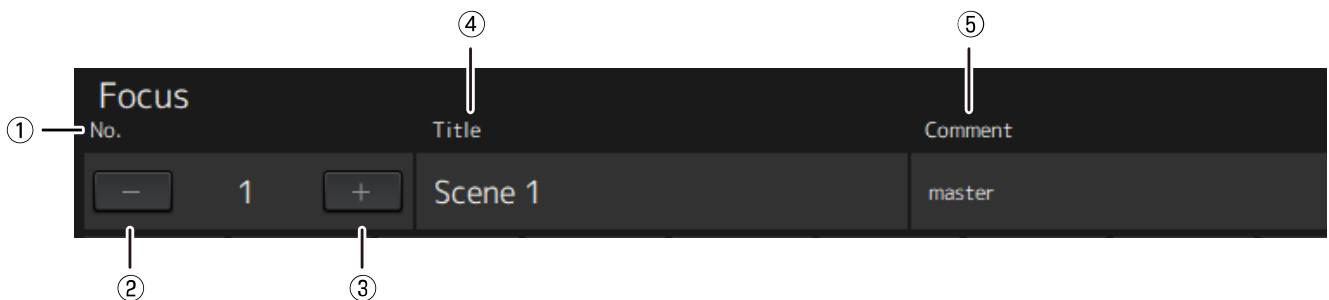 ④ ⑤
Focus
① No. Title Comment
− 1 + Scene 1 master
② ③